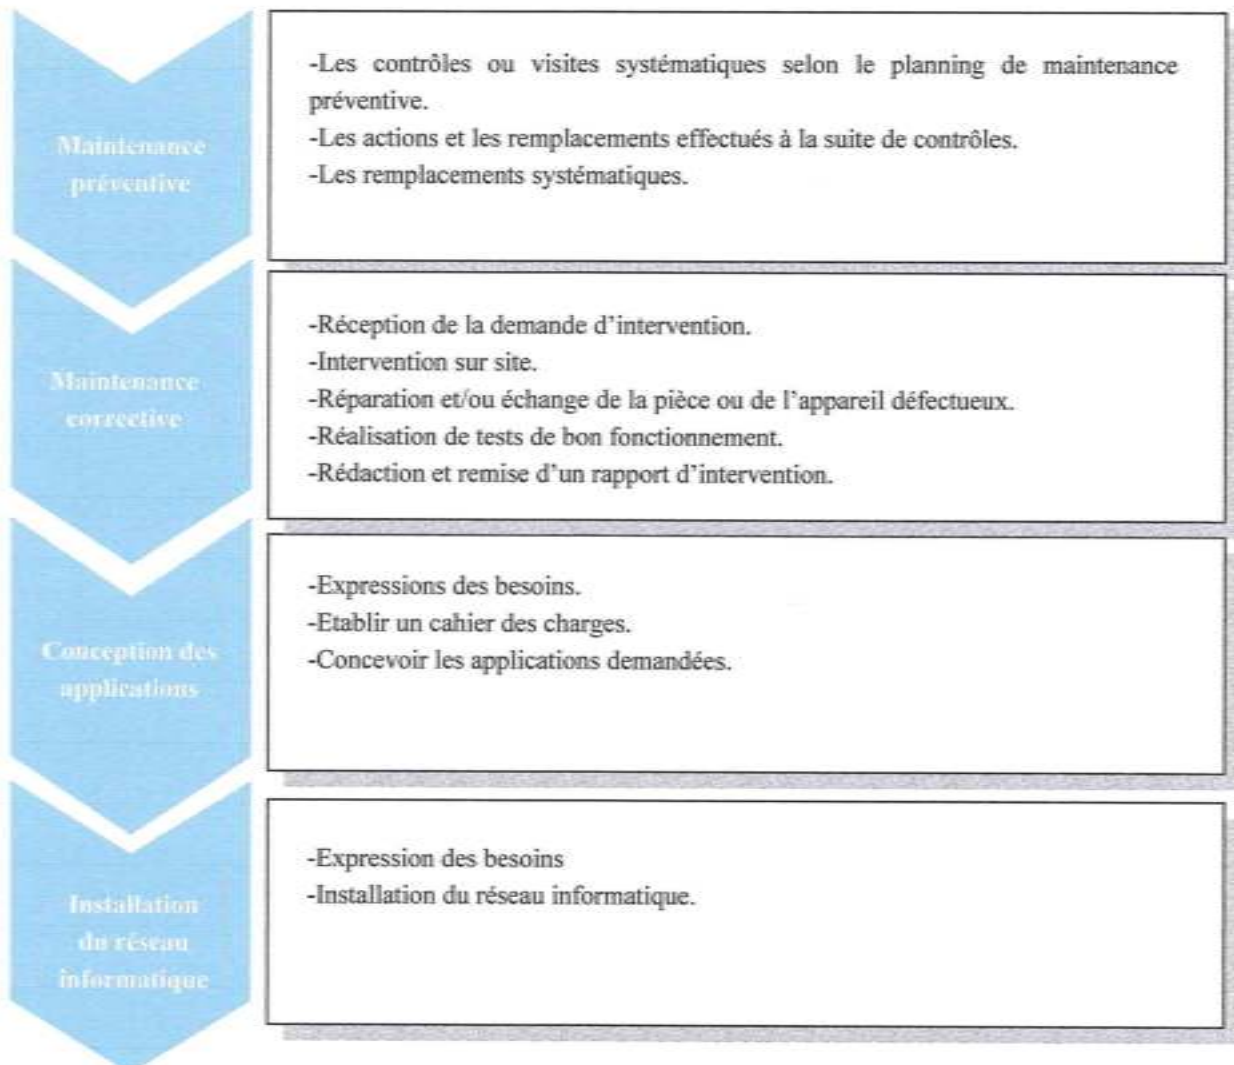 Maintenance
préventive
-Les contrôles ou visites systématiques selon le planning de maintenance
préventive.
-Les actions et les remplacements effectués à la suite de contrôles.
-Les remplacements systématiques.
Maintenance
corrective
-Réception de la demande d'intervention.
-Intervention sur site.
-Réparation et/ou échange de la pièce ou de l'appareil défectueux.
-Réalisation de tests de bon fonctionnement.
-Rédaction et remise d'un rapport d'intervention.
Conception des
applications
-Expressions des besoins.
-Etablir un cahier des charges.
-Concevoir les applications demandées.
Installation
du réseau
informatique
-Expression des besoins
-Installation du réseau informatique.